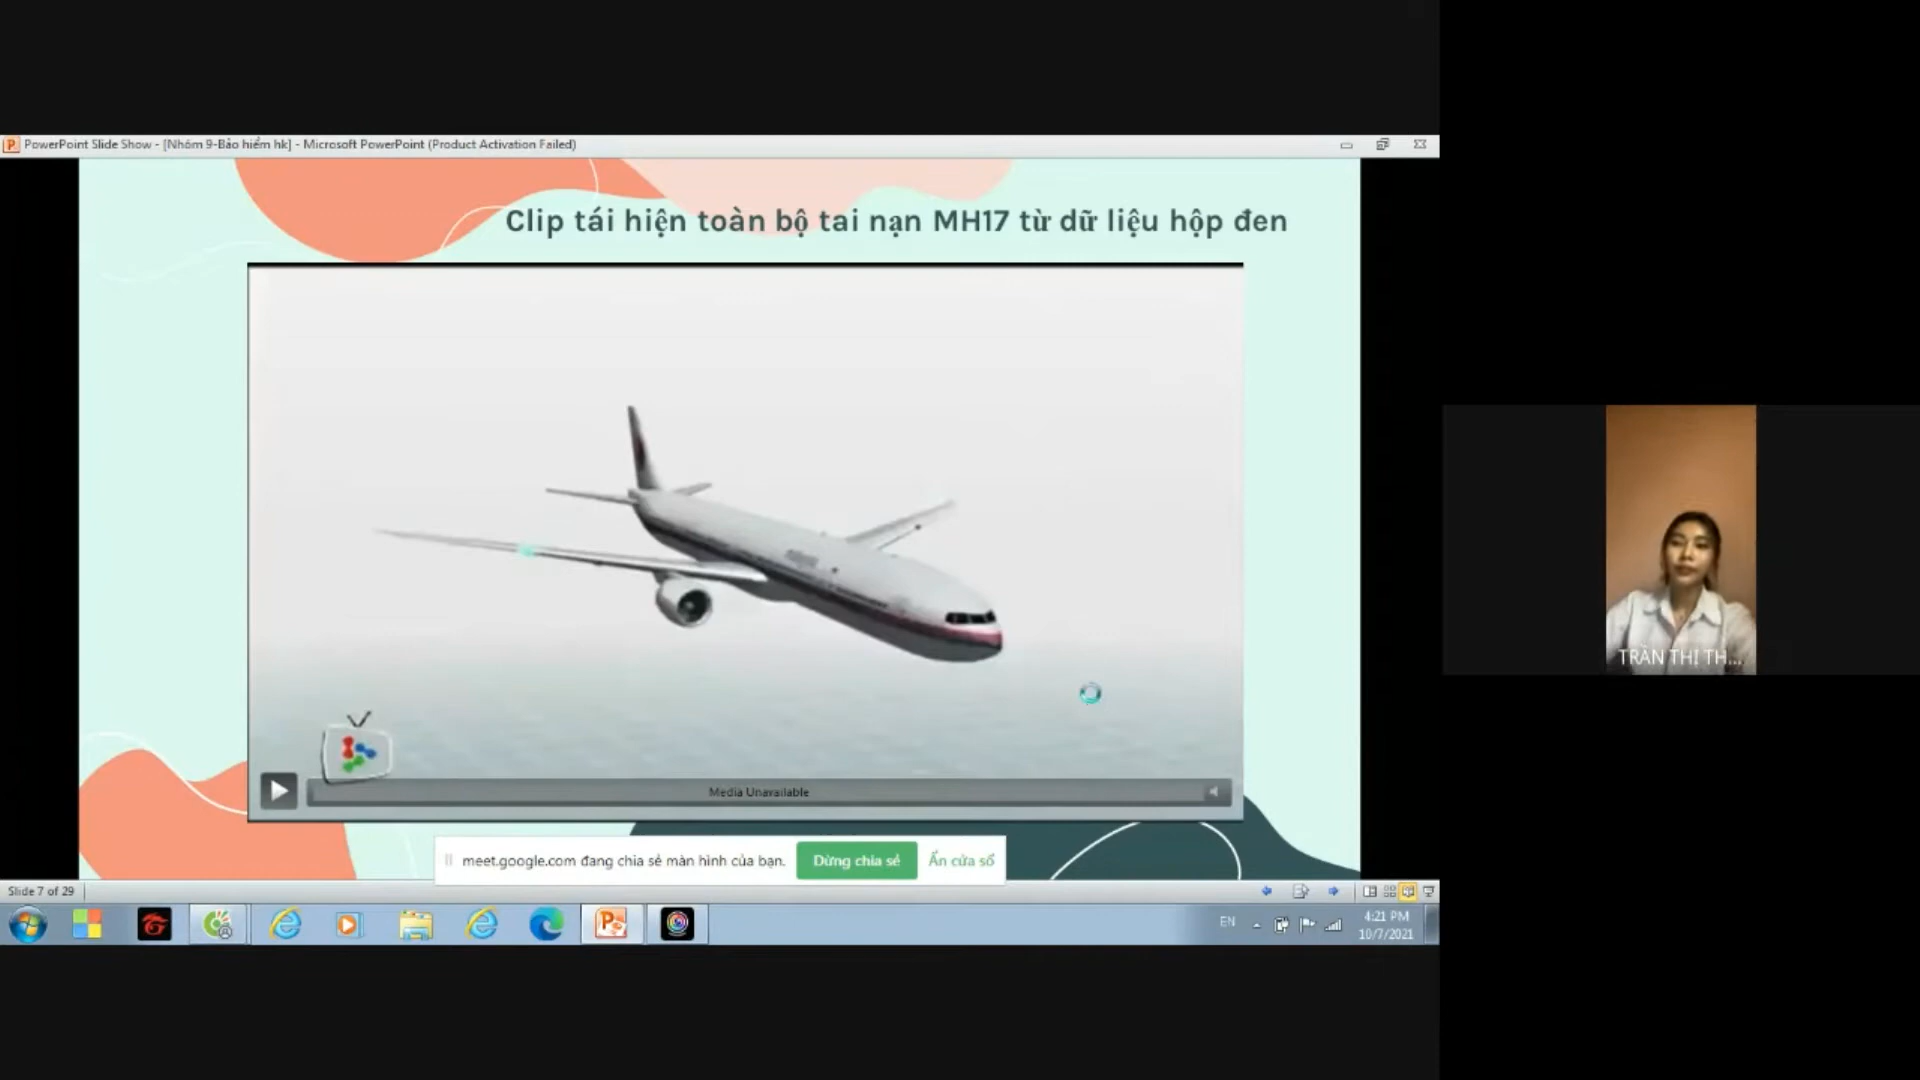 PowerPoint Slide Show - [Nhóm 9-Bảo hiểm hk] - Microsoft PowerPoint (Product Activation Failed)
Clip tái hiện toàn bộ tai nạn MH17 từ dữ liệu hộp đen
Media Unavailable
meet.google.com đang chia sẻ màn hình của bạn.
Dừng chia sẻ
Ẩn cửa sổ
TRẦN THỊ TH...
Slide 7 of 29
EN
4:21 PM
10/7/2021